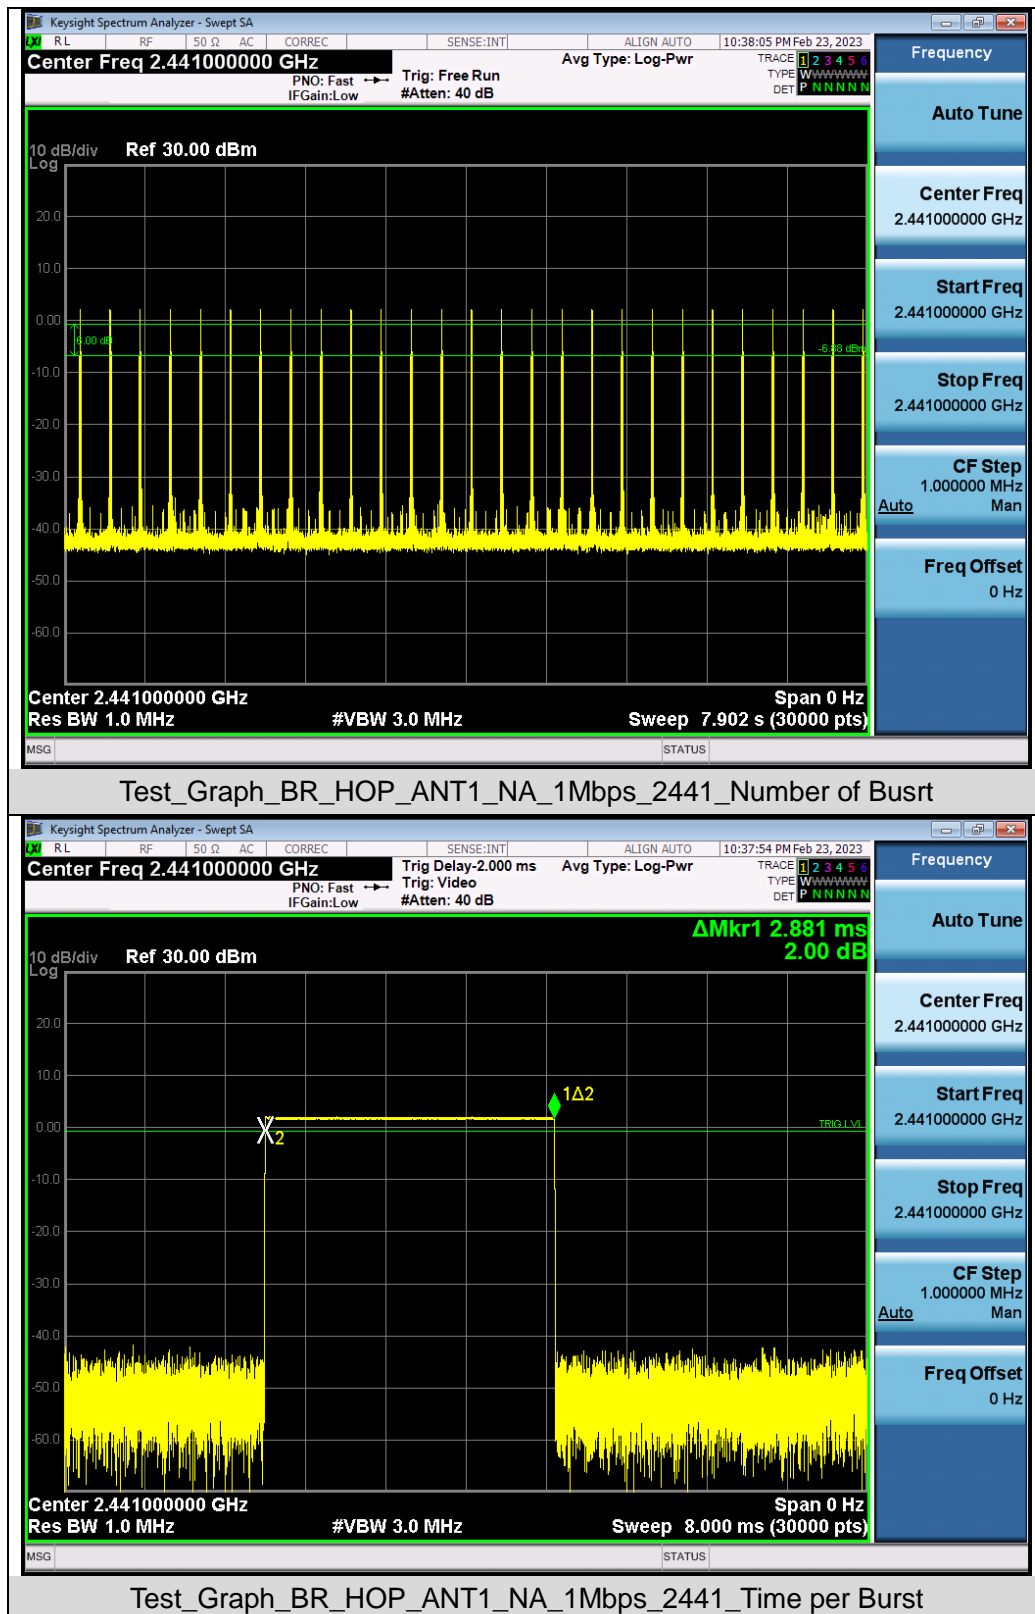 Keysight Spectrum Analyzer - Swept SA
LXI RL RF 50 Ω AC CORREC SENSE:INT ALIGN AUTO 10:38:05 PM Feb 23, 2023
Center Freq 2.441000000 GHz
PNO: Fast
IFGain:Low
Trig: Free Run
#Atten: 40 dB
Avg Type: Log-Pwr
TRACE 1 2 3 4 5 6
TYPE WWWWWW
DET P N N N N N
Frequency
Auto Tune
Center Freq
2.441000000 GHz
Start Freq
2.441000000 GHz
Stop Freq
2.441000000 GHz
CF Step
1.000000 MHz
Auto Man
Freq Offset
0 Hz
10 dB/div Ref 30.00 dBm
Log
20.0
10.0
0.00
6.00 dB
-10.0
-20.0
-30.0
-40.0
-50.0
-60.0
Center 2.441000000 GHz Span 0 Hz
Res BW 1.0 MHz #VBW 3.0 MHz Sweep 7.902 s (30000 pts)
MSG STATUS
Test_Graph_BR_HOP_ANT1_NA_1Mbps_2441_Number of Busrt
Keysight Spectrum Analyzer - Swept SA
LXI RL RF 50 Ω AC CORREC SENSE:INT ALIGN AUTO 10:37:54 PM Feb 23, 2023
Center Freq 2.441000000 GHz
PNO: Fast
IFGain:Low
Trig Delay-2.000 ms
Trig: Video
#Atten: 40 dB
Avg Type: Log-Pwr
TRACE 1 2 3 4 5 6
TYPE WWWWWW
DET P N N N N N
Frequency
Auto Tune
Center Freq
2.441000000 GHz
Start Freq
2.441000000 GHz
Stop Freq
2.441000000 GHz
CF Step
1.000000 MHz
Auto Man
Freq Offset
0 Hz
ΔMkr1 2.881 ms
2.00 dB
10 dB/div Ref 30.00 dBm
Log
20.0
10.0
1Δ2
0.00
TRIG LVL
2
-10.0
-20.0
-30.0
-40.0
-50.0
-60.0
Center 2.441000000 GHz Span 0 Hz
Res BW 1.0 MHz #VBW 3.0 MHz Sweep 8.000 ms (30000 pts)
MSG STATUS
Test_Graph_BR_HOP_ANT1_NA_1Mbps_2441_Time per Burst